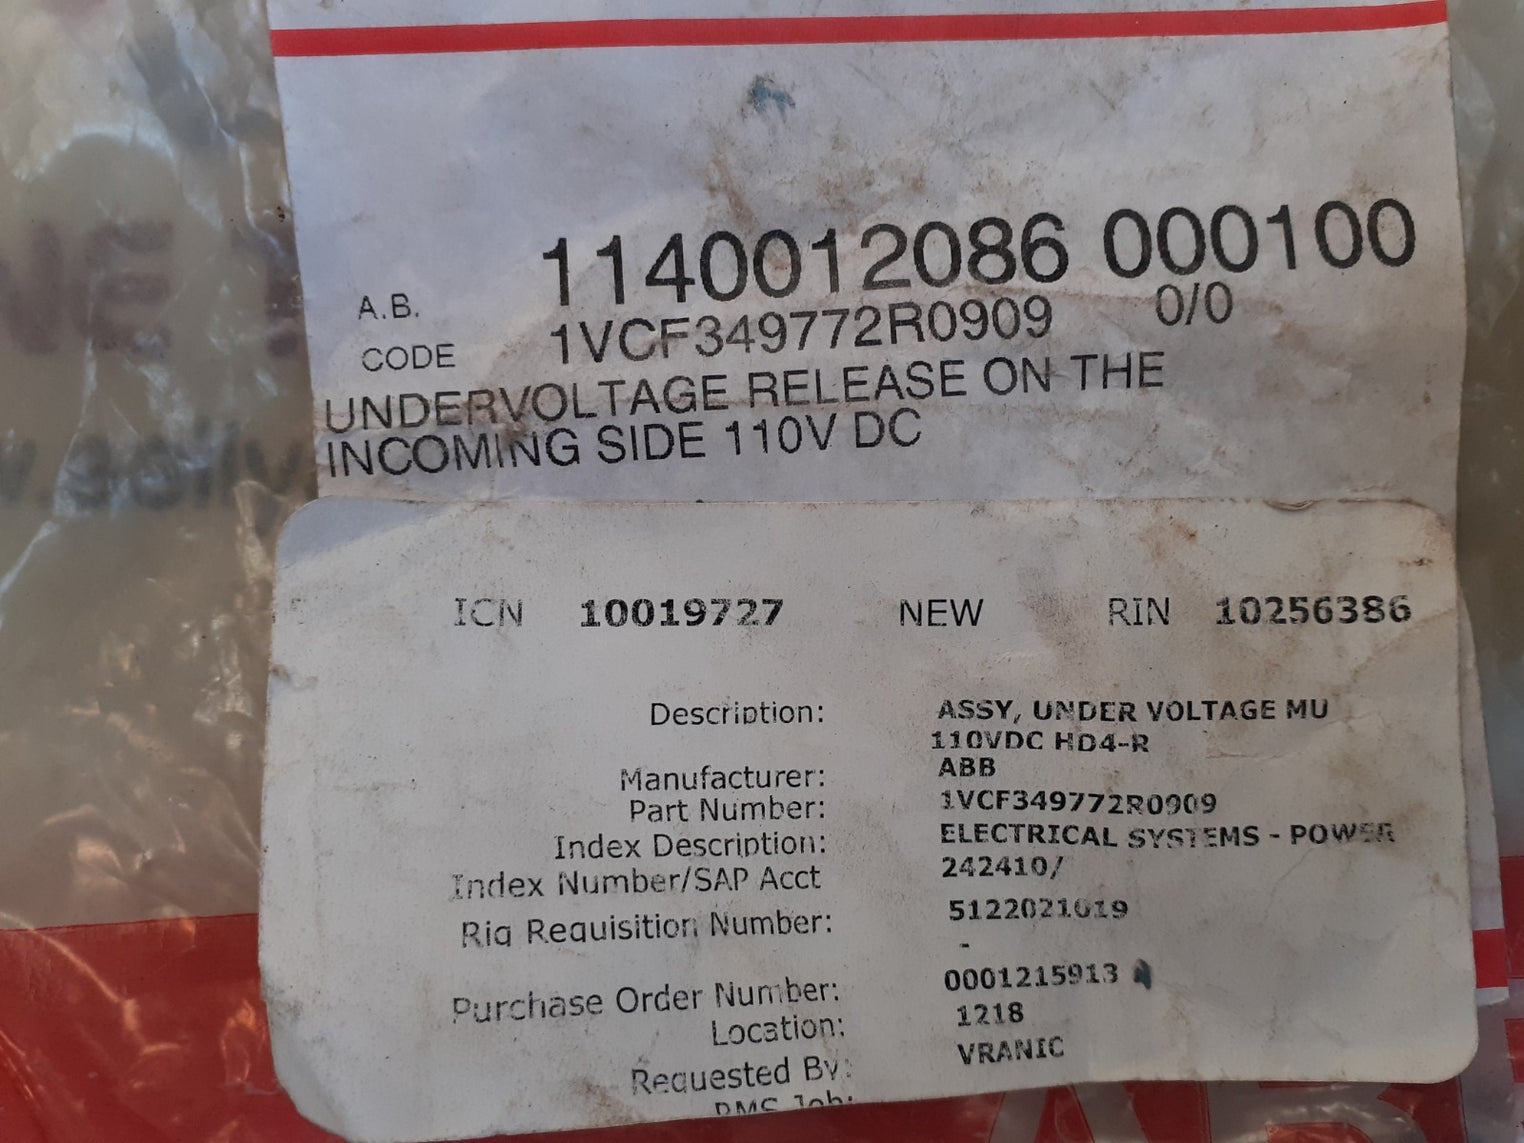 A.B. 1140012086 000100
CODE 1VCF349772R0909 0/0
UNDERVOLTAGE RELEASE ON THE
INCOMING SIDE 110V DC
ICN 10019727 NEW RIN 10256386
Description: ASSY, UNDER VOLTAGE MU
110VDC HD4-R
Manufacturer: ABB
Part Number: 1VCF349772R0909
Index Description: ELECTRICAL SYSTEMS - POWER
Index Number/SAP Acct 242410/
Rig Requisition Number: 5122021019
-
Purchase Order Number: 0001215913
Location: 1218
Requested By: VRANIC
RMS Job: